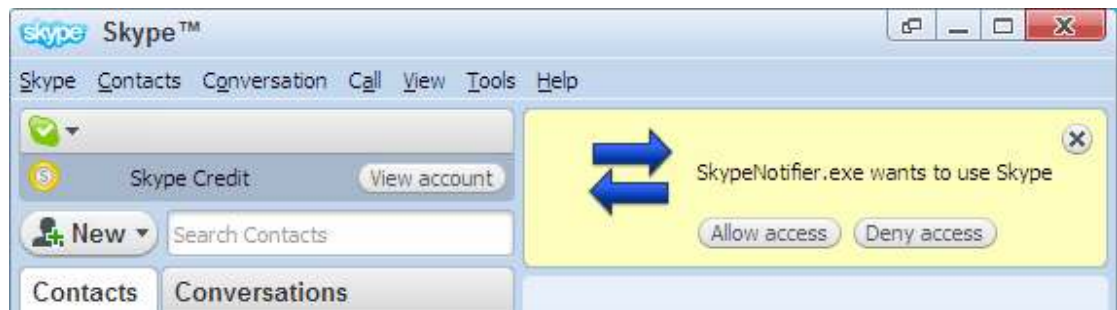 skype Skype™
Skype Contacts Conversation Call View Tools Help
S Skype Credit View account
SkypeNotifier.exe wants to use Skype
Allow access Deny access
New Search Contacts
Contacts Conversations